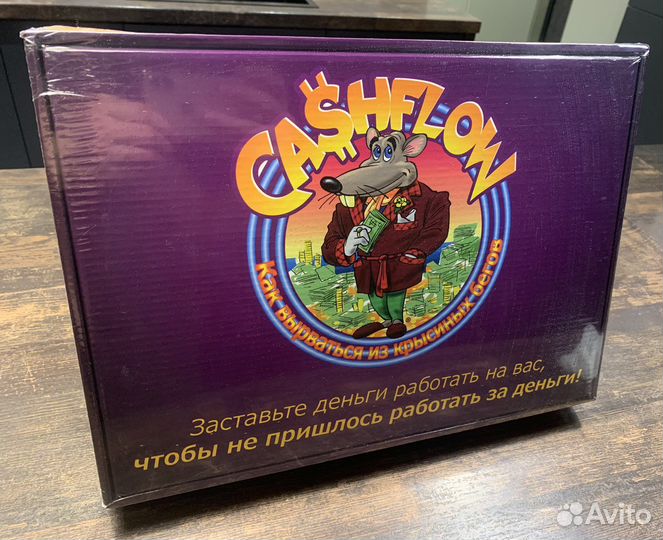 CA$HFLOW
Как вырваться из крысиных бегов
Заставьте деньги работать на вас,
чтобы не пришлось работать за деньги!
Avito